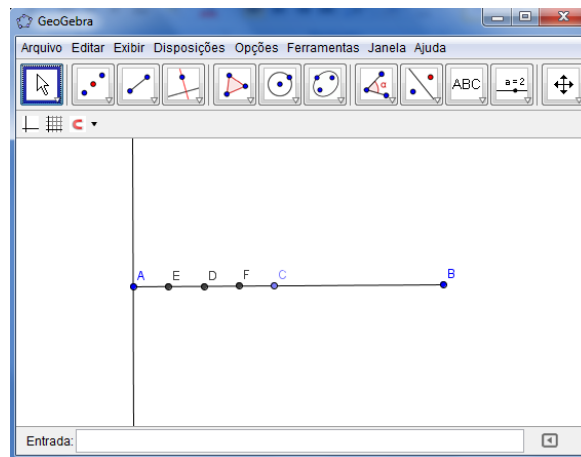 GeoGebra
Arquivo Editar Exibir Disposições Opções Ferramentas Janela Ajuda
α ABC a=2
A E D F C B
Entrada: